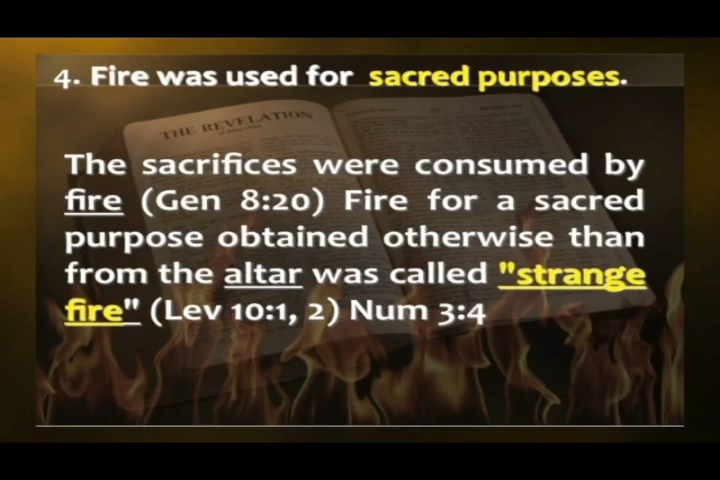 4. Fire was used for sacred purposes.
THE REVELATION
The sacrifices were consumed by
fire (Gen 8:20) Fire for a sacred
purpose obtained otherwise than
from the altar was called "strange
fire" (Lev 10:1, 2) Num 3:4